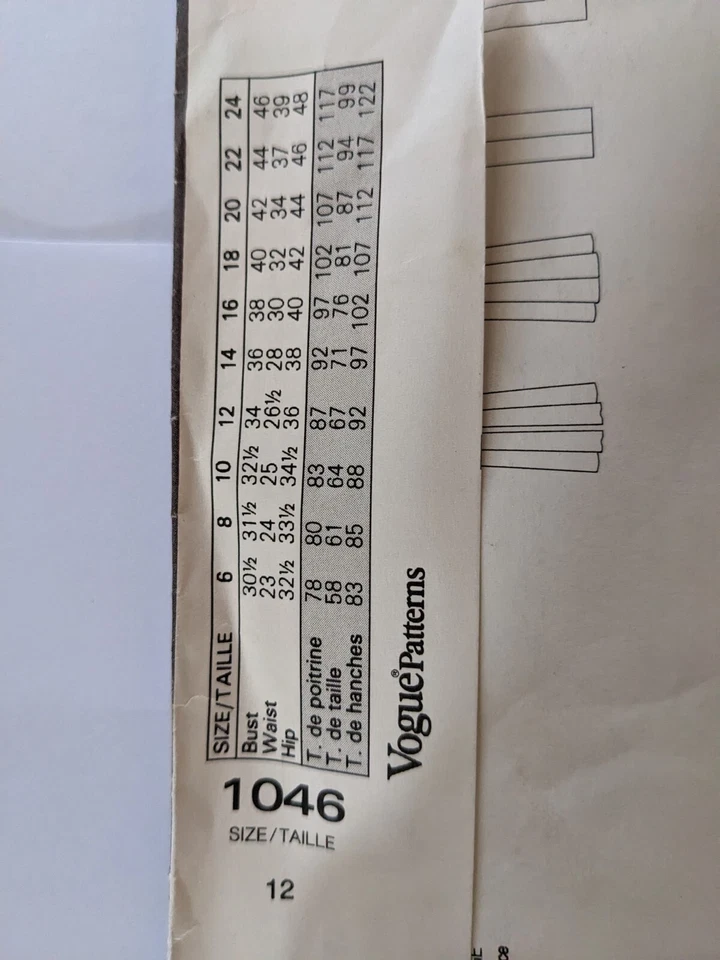 SIZE/TAILLE 6 8 10 12 14 16 18 20 22 24
Bust 30½ 31½ 32½ 34 36 38 40 42 44 46
Waist 23 24 25 26½ 28 30 32 34 37 39
Hip 32½ 33½ 34½ 36 38 40 42 44 46 48
T. de poitrine 78 80 83 87 92 97 102 107 112 117
T. de taille 58 61 64 67 71 76 81 87 94 99
T. de hanches 83 85 88 92 97 102 107 112 117 122
Vogue® Patterns
1046
SIZE/TAILLE
12